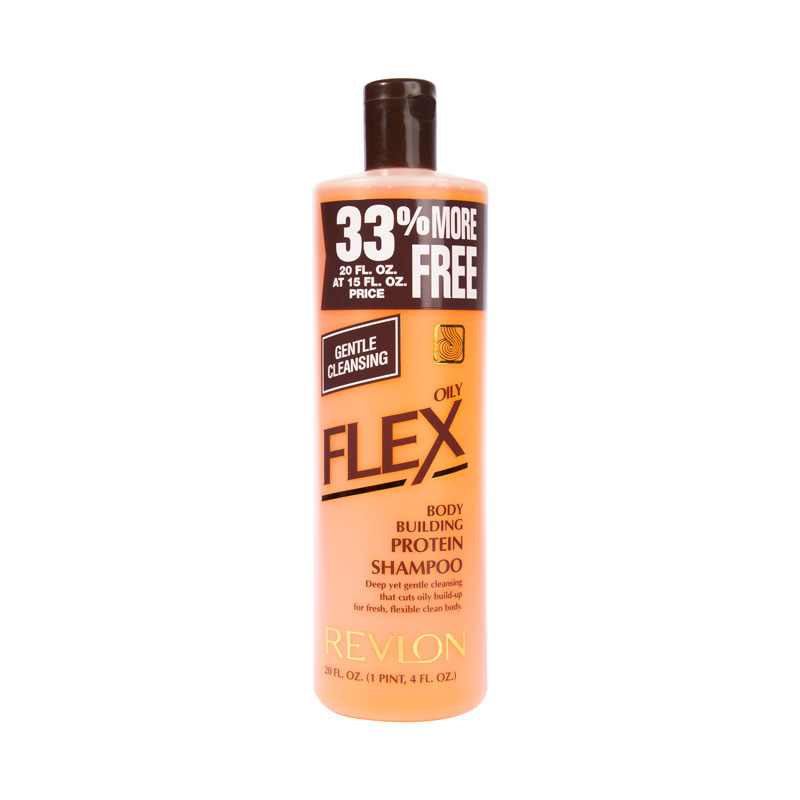 33% MORE
FREE
20 FL. OZ.
AT 15 FL. OZ.
PRICE
GENTLE
CLEANSING
OILY
FLEX
BODY
BUILDING
PROTEIN
SHAMPOO
Deep yet gentle cleansing
that cuts oily build-up
for fresh, flexible clean body.
REVLON
20 FL. OZ. (1 PINT, 4 FL. OZ.)